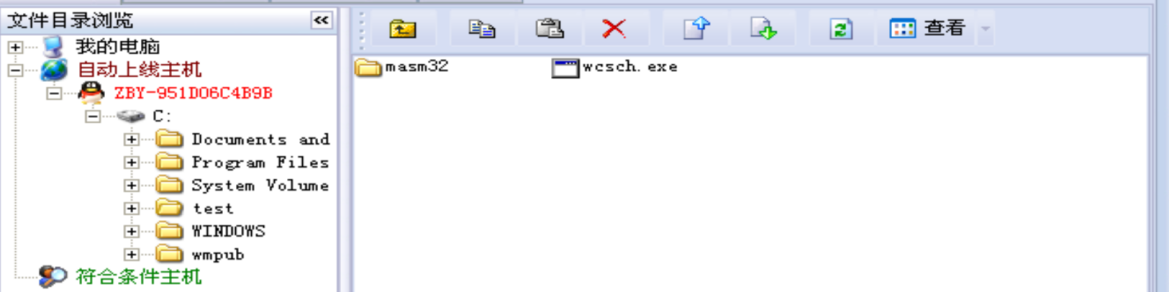 文件目录浏览
查看
我的电脑
自动上线主机
ZBY-951D06C4B9B
C:
Documents and
Program Files
System Volume
test
WINDOWS
wmpub
符合条件主机
masm32
wcsch.exe